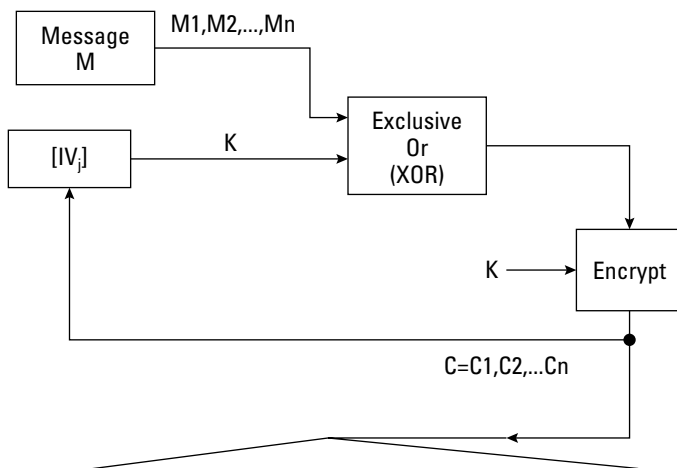 Message
M
M1,M2,...,Mn
[IVj]
K
Exclusive
Or
(XOR)
K
Encrypt
C=C1,C2,...Cn